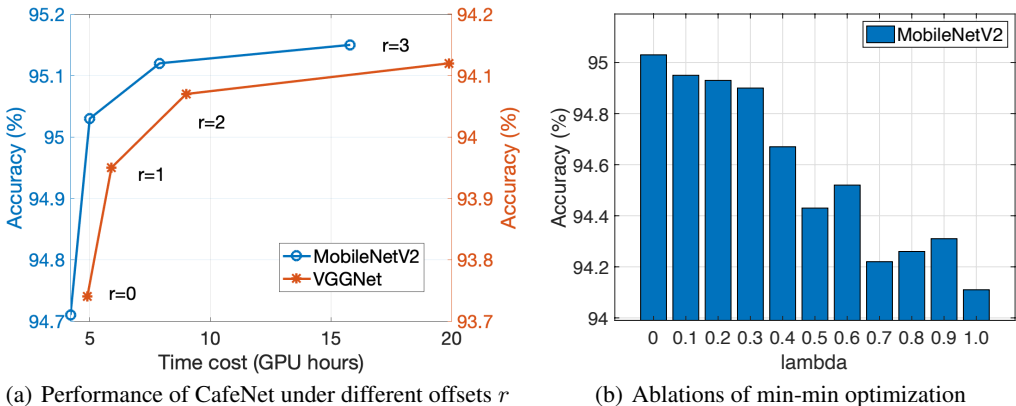 95.2
95.1
95
94.9
94.8
94.7
Accuracy (%)
94.2
94.1
94
93.9
93.8
93.7
Accuracy (%)
r=3
r=2
r=1
r=0
MobileNetV2
VGGNet
5 10 15 20
Time cost (GPU hours)
(a) Performance of CafeNet under different offsets r
MobileNetV2
95
94.8
94.6
94.4
94.2
94
Accuracy (%)
0 0.1 0.2 0.3 0.4 0.5 0.6 0.7 0.8 0.9 1.0
lambda
(b) Ablations of min-min optimization